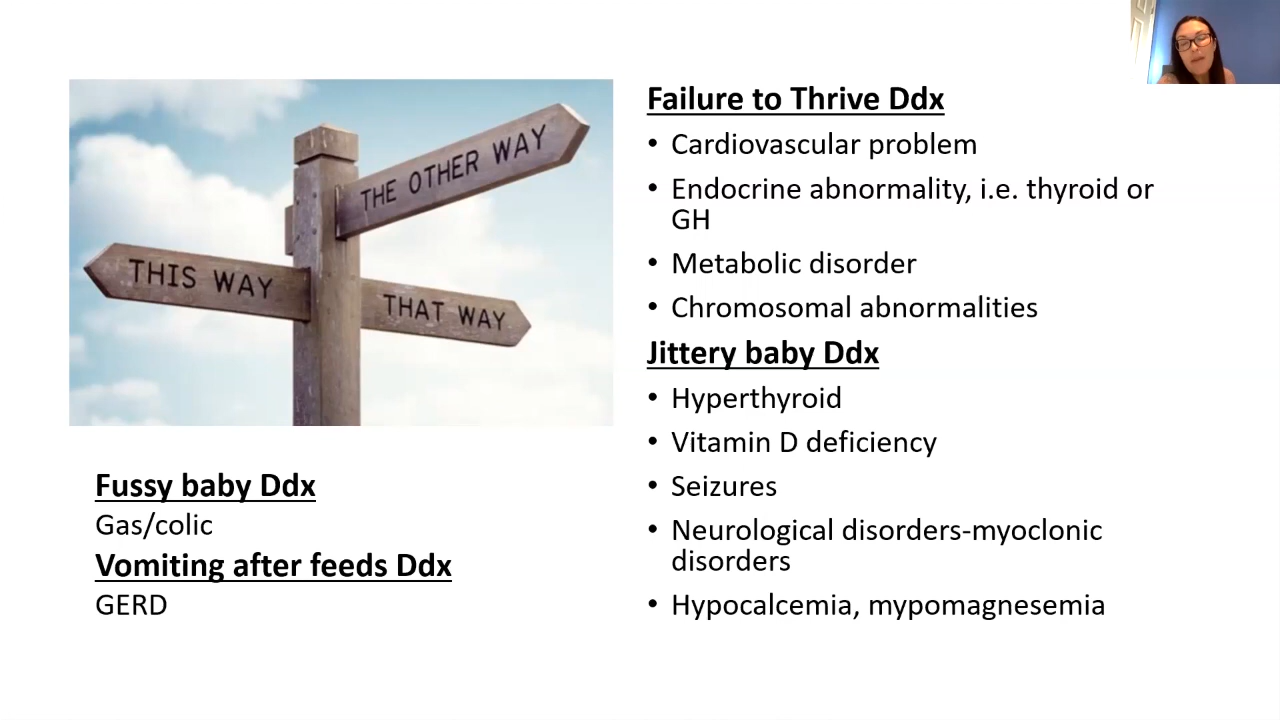 THE OTHER WAY
THIS WAY
THAT WAY
Fussy baby Ddx
Gas/colic
Vomiting after feeds Ddx
GERD
Failure to Thrive Ddx
• Cardiovascular problem
• Endocrine abnormality, i.e. thyroid or
GH
• Metabolic disorder
• Chromosomal abnormalities
Jittery baby Ddx
• Hyperthyroid
• Vitamin D deficiency
• Seizures
• Neurological disorders-myoclonic
disorders
• Hypocalcemia, mypomagnesemia